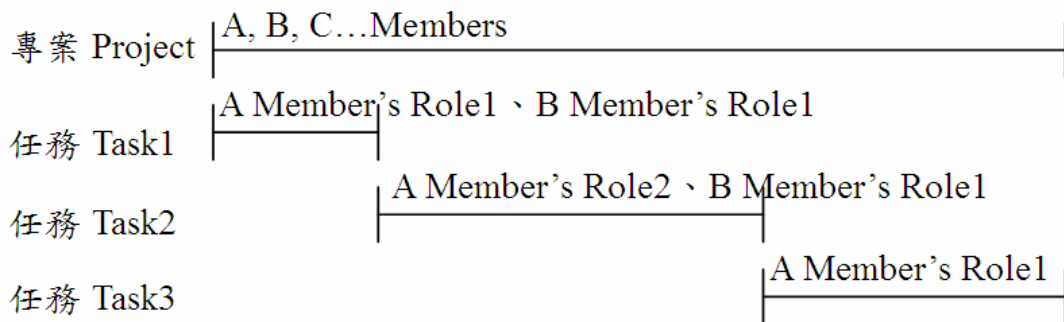 A, B, C…Members
專案 Project
A Member’s Role1、B Member’s Role1
任務 Task1
A Member’s Role2、B Member’s Role1
任務 Task2
A Member’s Role1
任務 Task3